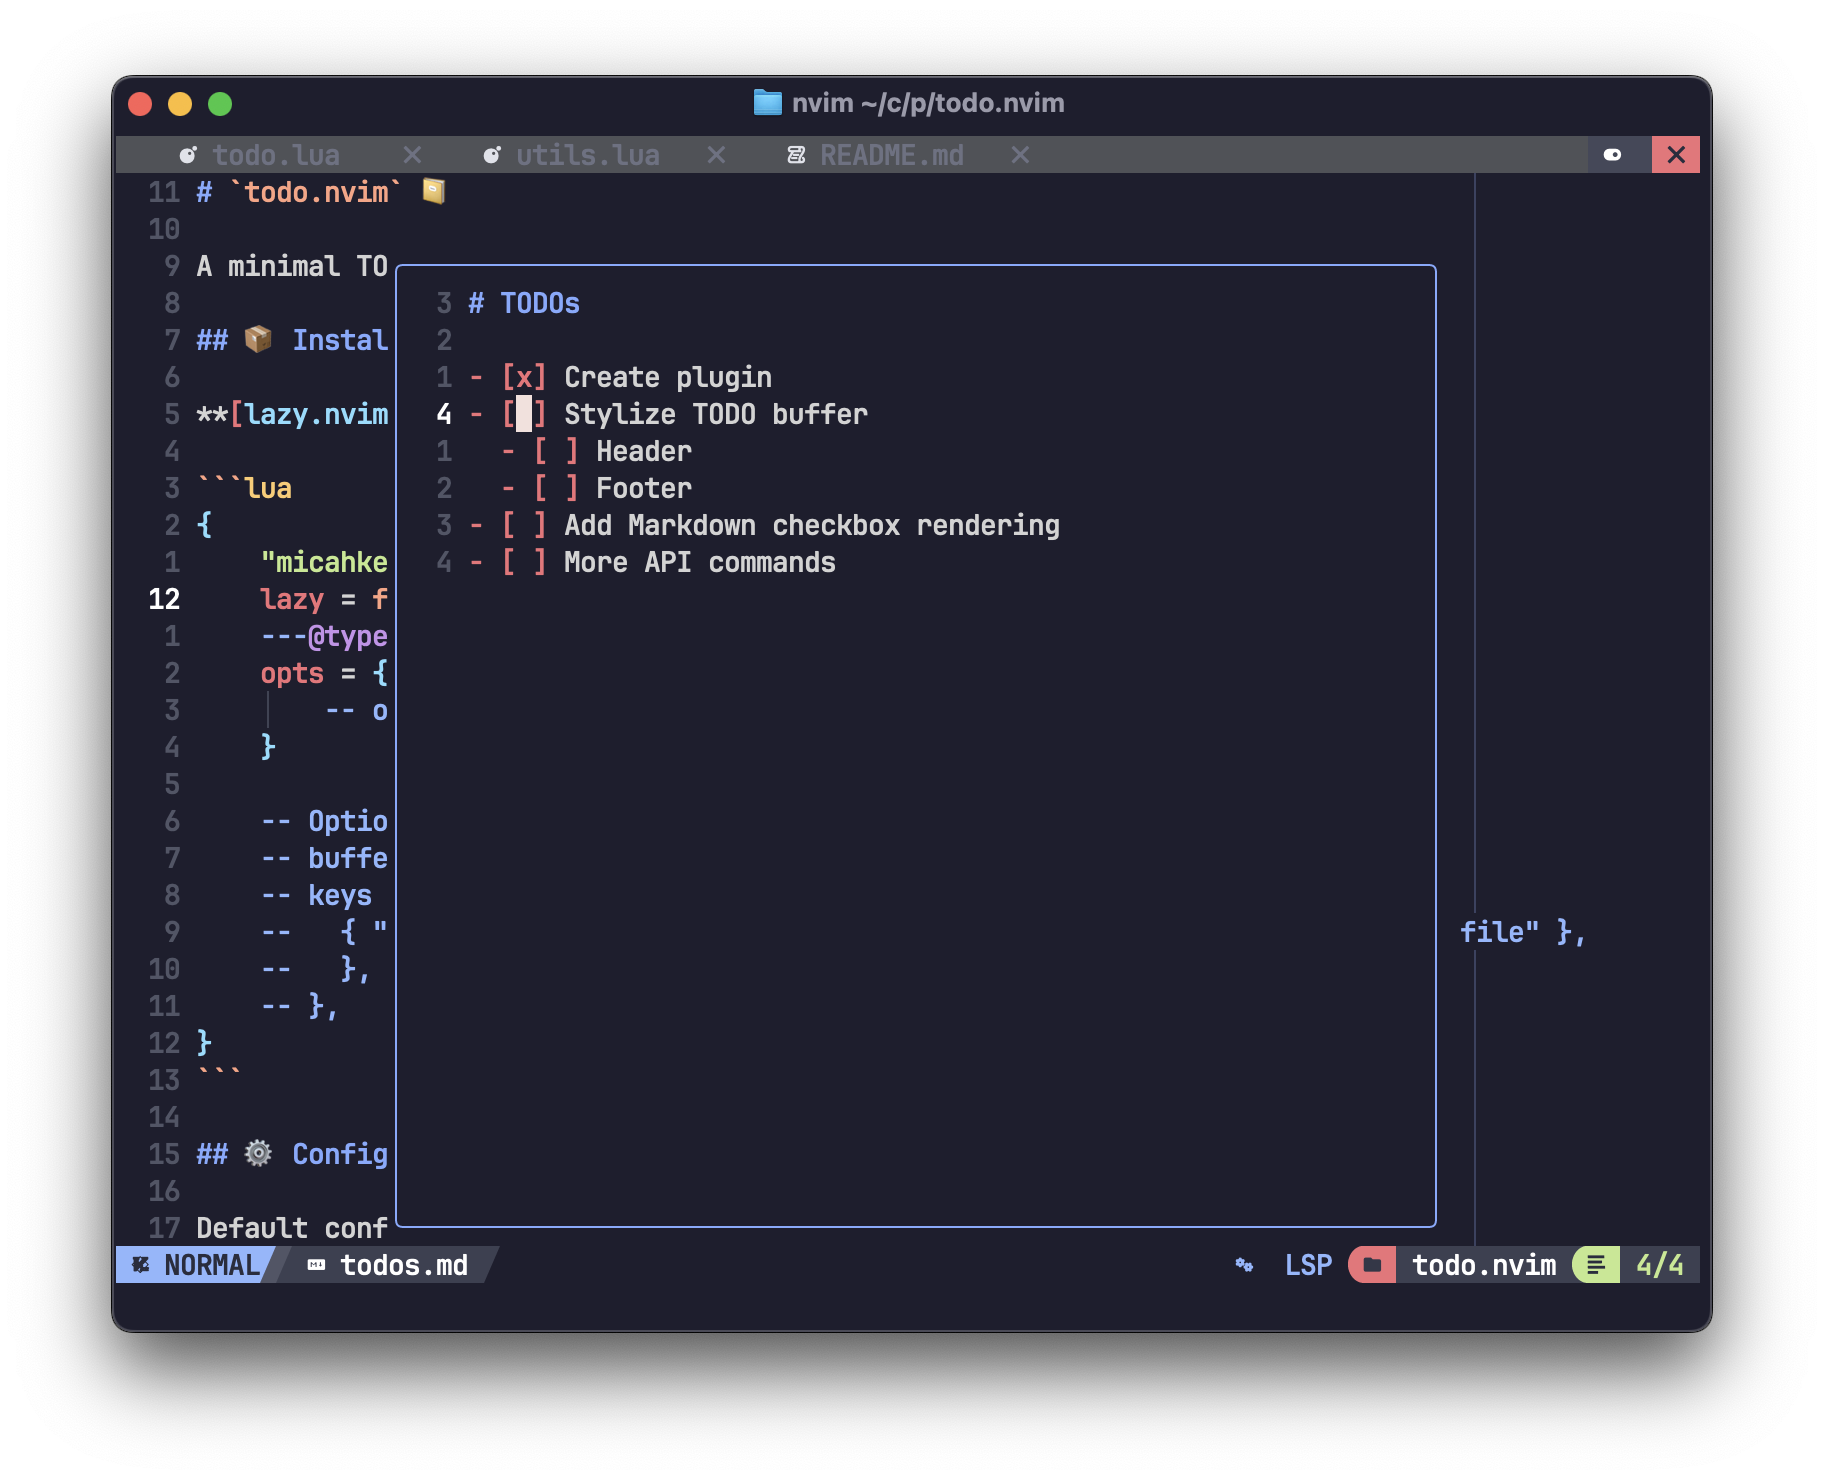 nvim ~/c/p/todo.nvim
todo.lua utils.lua README.md
11 # `todo.nvim`
10
9 A minimal TO
8
7 ## Instal
6
5 **[lazy.nvim
4
3 ```lua
2 {
1 "micahke
12 lazy = f
1 ---@type
2 opts = {
3 -- o
4 }
5
6 -- Optio
7 -- buffe
8 -- keys
9 -- { "
10 -- },
11 -- },
12 }
13 ```
14
15 ## Config
16
17 Default conf
3 # TODOs
2
1 - [x] Create plugin
4 - [ ] Stylize TODO buffer
1 - [ ] Header
2 - [ ] Footer
3 - [ ] Add Markdown checkbox rendering
4 - [ ] More API commands
file" },
NORMAL todos.md LSP todo.nvim 4/4